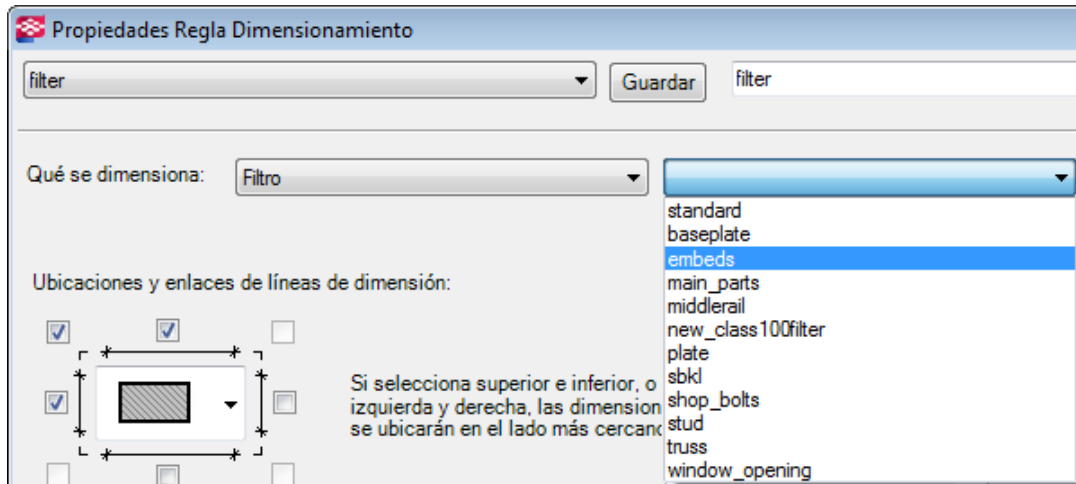 Propiedades Regla Dimensionamiento
filter Guardar filter
Qué se dimensiona: Filtro
standard
baseplate
embeds
main_parts
middlerail
new_class100filter
plate
sbkl
shop_bolts
stud
truss
window_opening
Ubicaciones y enlaces de líneas de dimensión:
Si selecciona superior e inferior, o
izquierda y derecha, las dimension
se ubicarán en el lado más cercano